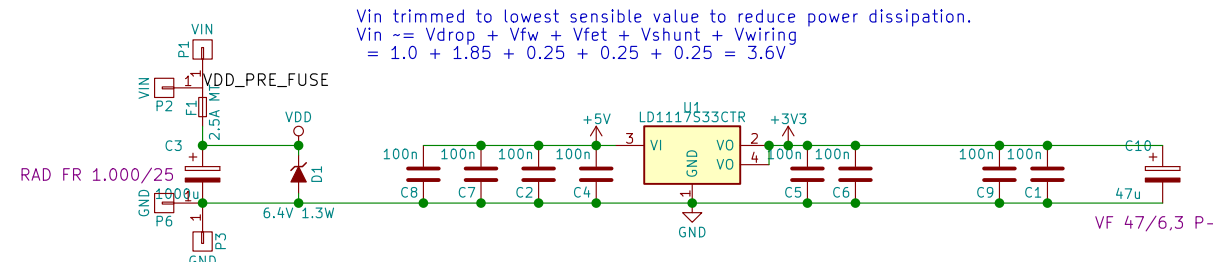 Vin trimmed to lowest sensible value to reduce power dissipation.
Vin ~= Vdrop + Vfw + Vfet + Vshunt + Vwiring
= 1.0 + 1.85 + 0.25 + 0.25 + 0.25 = 3.6V
VIN
P1
1
VDD_PRE_FUSE
VIN
1
P2
F1
2.5A MT
VDD
C3
+
RAD FR 1.000/25
1000u
D1
6.4V 1.3W
GND
1
P6
1
P3
GND
100n
C8
100n
C7
100n
C2
100n
C4
+5V
U1
LD1117S33CTR
3
VI
VO
2
VO
4
GND
1
GND
+3V3
100n
C5
100n
C6
100n
C9
100n
C1
C10
+
47u
VF 47/6,3 P-